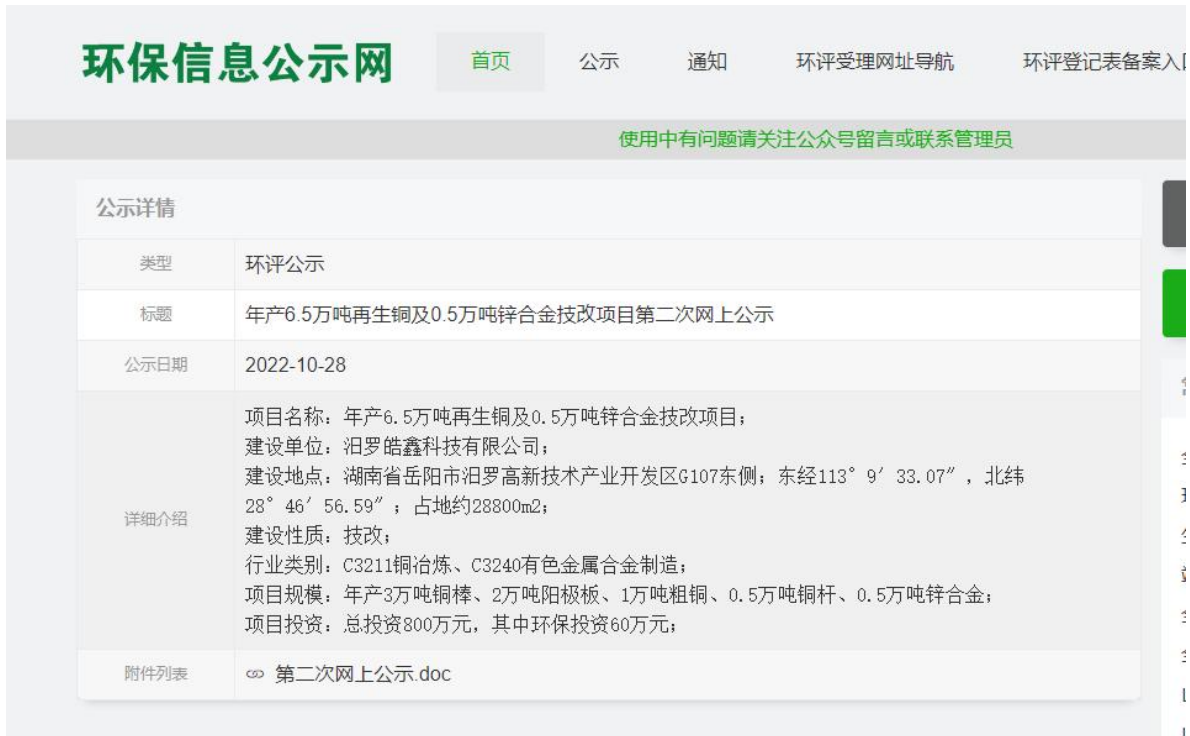 环保信息公示网
首页
公示
通知
环评受理网址导航
环评登记表备案入
使用中有问题请关注公众号留言或联系管理员
公示详情
类型
环评公示
标题
年产6.5万吨再生铜及0.5万吨锌合金技改项目第二次网上公示
公示日期
2022-10-28
详细介绍
项目名称：年产6.5万吨再生铜及0.5万吨锌合金技改项目；
建设单位：汨罗皓鑫科技有限公司；
建设地点：湖南省岳阳市汨罗高新技术产业开发区G107东侧；东经113°9′33.07″，北纬
28°46′56.59″；占地约28800m2；
建设性质：技改；
行业类别：C3211铜冶炼、C3240有色金属合金制造；
项目规模：年产3万吨铜棒、2万吨阳极板、1万吨粗铜、0.5万吨铜杆、0.5万吨锌合金；
项目投资：总投资800万元，其中环保投资60万元；
附件列表
第二次网上公示.doc